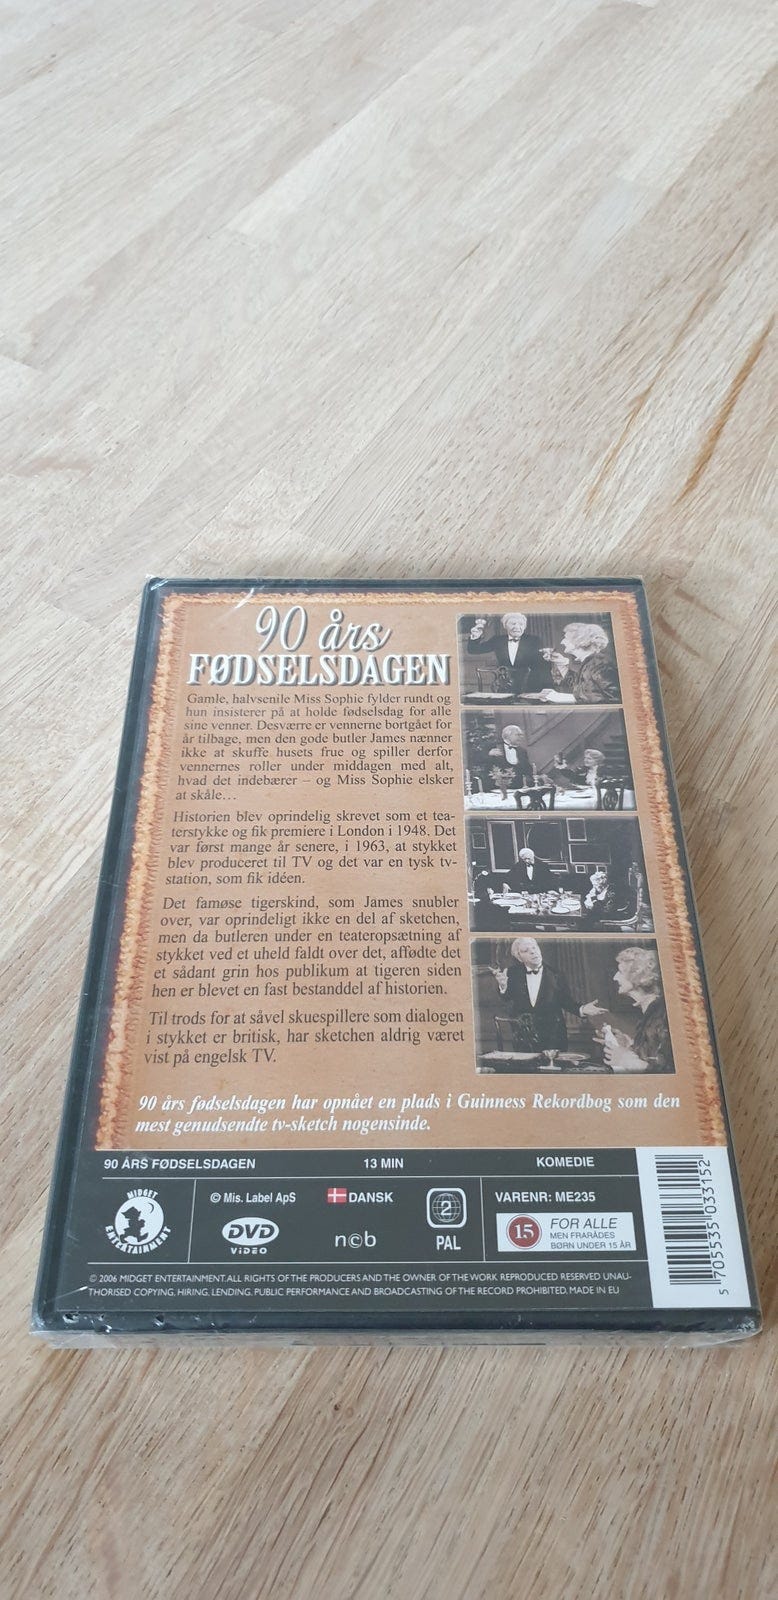 90 års
FØDSELSDAGEN
Gamle, halvsenile Miss Sophie fylder rundt og
hun insisterer på at holde fødselsdag for alle
sine venner. Desværre er vennerne bortgået for
år tilbage, men den gode butler James nænner
ikke at skuffe husets frue og spiller derfor
vennernes roller under middagen med alt,
hvad det indebærer – og Miss Sophie elsker
at skåle…
Historien blev oprindelig skrevet som et tea-
terstykke og fik premiere i London i 1948. Det
var først mange år senere, i 1963, at stykket
blev produceret til TV og det var en tysk tv-
station, som fik idéen.
Det famøse tigerskind, som James snubler
over, var oprindeligt ikke en del af sketchen,
men da butleren under en teateropsætning af
stykket ved et uheld faldt over det, affødte det
et sådant grin hos publikum at tigeren siden
hen er blevet en fast bestanddel af historien.
Til trods for at såvel skuespillere som dialogen
i stykket er britisk, har sketchen aldrig været
vist på engelsk TV.
90 års fødselsdagen har opnået en plads i Guinness Rekordbog som den
mest genudsendte tv-sketch nogensinde.
90 ÅRS FØDSELSDAGEN 13 MIN KOMEDIE
MIDGET
ENTERTAINMENT
© Mis. Label ApS DANSK
DVD
VIDEO
ncb
2
PAL
VARENR: ME235
15
FOR ALLE
MEN FRARÅDES
BØRN UNDER 15 ÅR
5 705535 033152
© 2006 MIDGET ENTERTAINMENT. ALL RIGHTS OF THE PRODUCERS AND THE OWNER OF THE WORK REPRODUCED RESERVED UNAU-
THORISED COPYING, HIRING, LENDING, PUBLIC PERFORMANCE AND BROADCASTING OF THE RECORD PROHIBITED. MADE IN EU